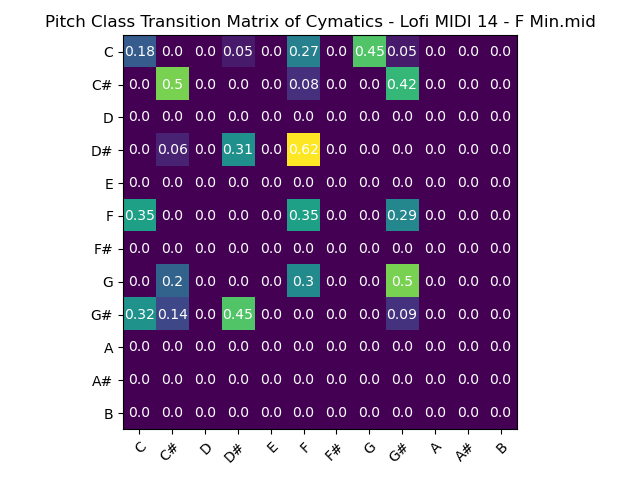 Pitch Class Transition Matrix of Cymatics - Lofi MIDI 14 - F Min.mid
C 0.18 0.0 0.0 0.05 0.0 0.27 0.0 0.45 0.05 0.0 0.0 0.0
C# 0.0 0.5 0.0 0.0 0.0 0.08 0.0 0.0 0.42 0.0 0.0 0.0
D 0.0 0.0 0.0 0.0 0.0 0.0 0.0 0.0 0.0 0.0 0.0 0.0
D# 0.0 0.06 0.0 0.31 0.0 0.62 0.0 0.0 0.0 0.0 0.0 0.0
E 0.0 0.0 0.0 0.0 0.0 0.0 0.0 0.0 0.0 0.0 0.0 0.0
F 0.35 0.0 0.0 0.0 0.0 0.35 0.0 0.0 0.29 0.0 0.0 0.0
F# 0.0 0.0 0.0 0.0 0.0 0.0 0.0 0.0 0.0 0.0 0.0 0.0
G 0.0 0.2 0.0 0.0 0.0 0.3 0.0 0.0 0.5 0.0 0.0 0.0
G# 0.32 0.14 0.0 0.45 0.0 0.0 0.0 0.0 0.09 0.0 0.0 0.0
A 0.0 0.0 0.0 0.0 0.0 0.0 0.0 0.0 0.0 0.0 0.0 0.0
A# 0.0 0.0 0.0 0.0 0.0 0.0 0.0 0.0 0.0 0.0 0.0 0.0
B 0.0 0.0 0.0 0.0 0.0 0.0 0.0 0.0 0.0 0.0 0.0 0.0
C C# D D# E F F# G G# A A# B